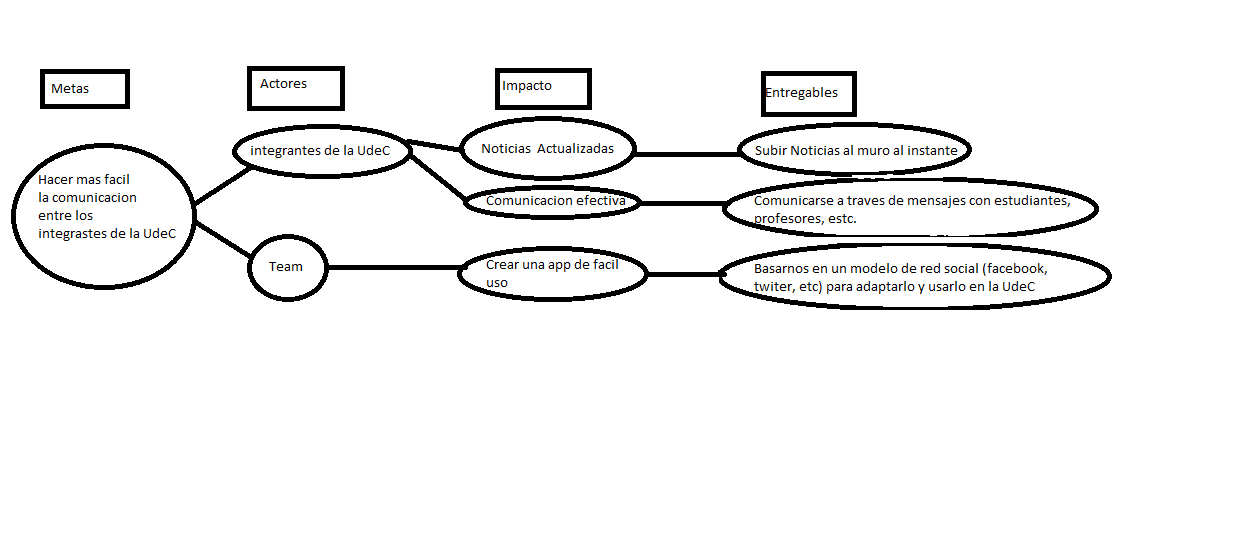 Metas
Actores
Impacto
Entregables
Hacer mas facil
la comunicacion
entre los
integrastes de la UdeC
integrantes de la UdeC
Noticias Actualizadas
Subir Noticias al muro al instante
Comunicacion efectiva
Comunicarse a traves de mensajes con estudiantes,
profesores, estc.
Team
Crear una app de facil
uso
Basarnos en un modelo de red social (facebook,
twiter, etc) para adaptarlo y usarlo en la UdeC